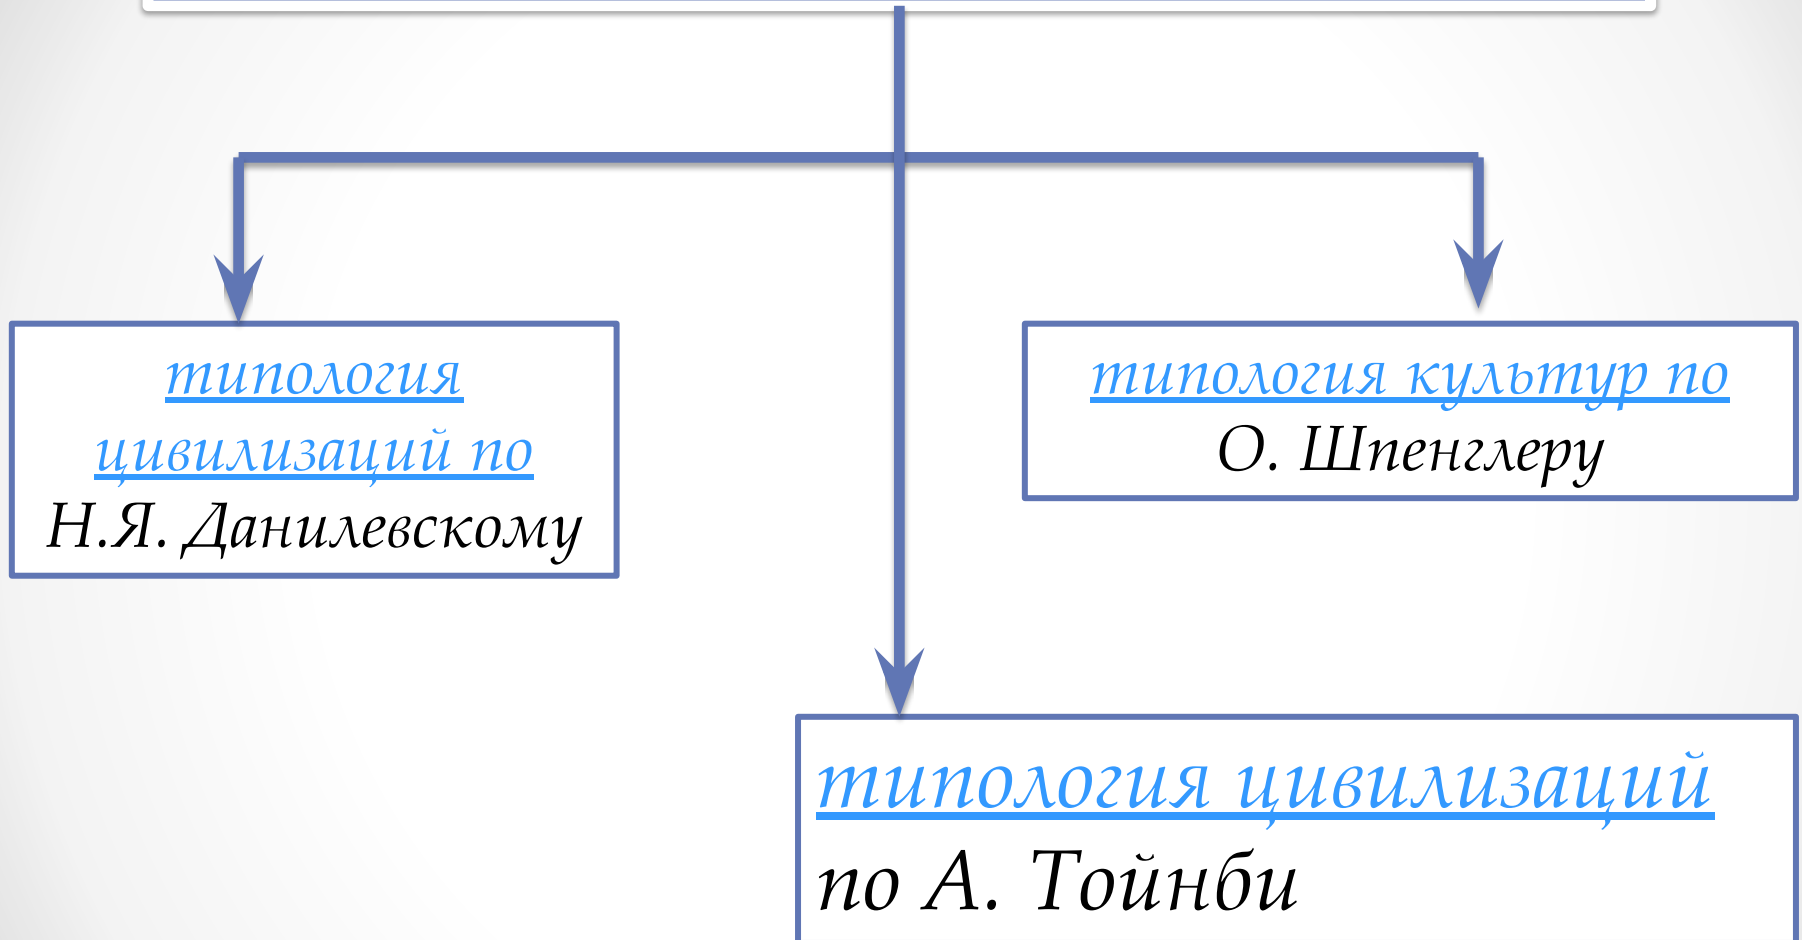 типология
цивилизаций по
Н.Я. Данилевскому
типология культур по
О. Шпенглеру
типология цивилизаций
по А. Тойнби